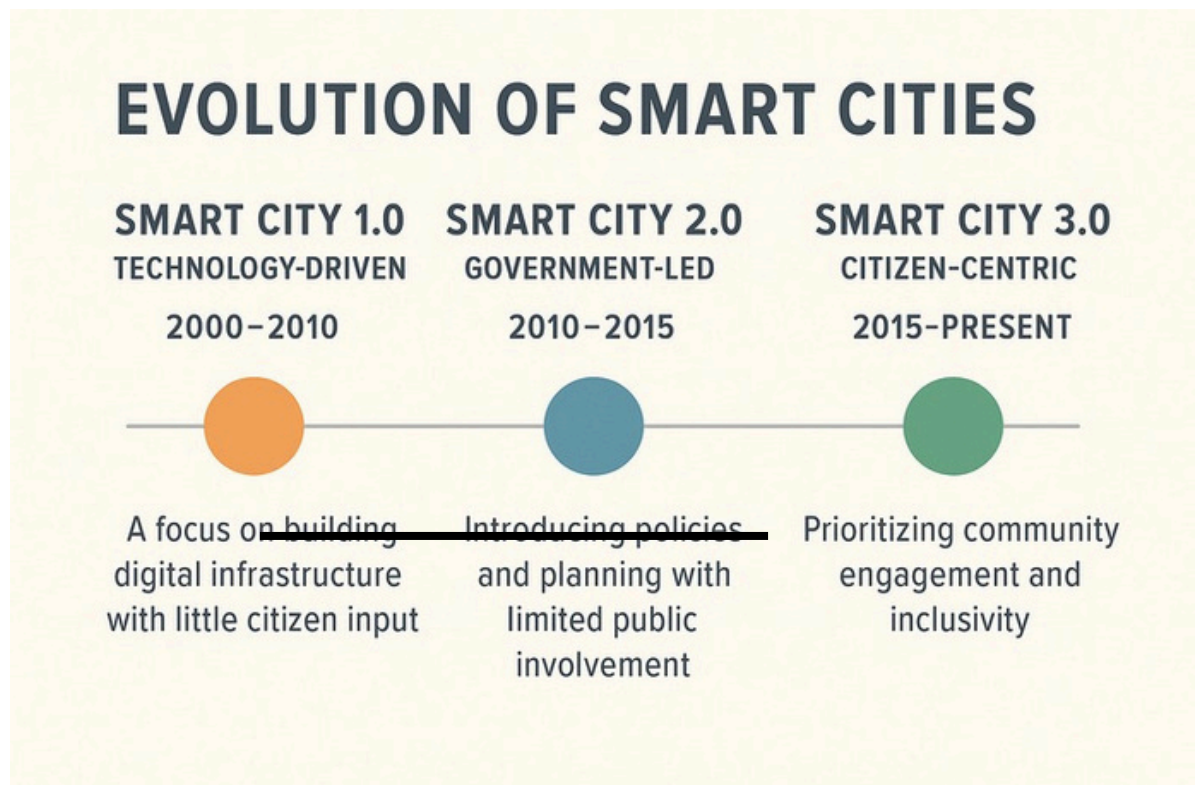 EVOLUTION OF SMART CITIES
SMART CITY 1.0
TECHNOLOGY-DRIVEN
2000–2010
A focus on building
digital infrastructure
with little citizen input
SMART CITY 2.0
GOVERNMENT-LED
2010–2015
Introducing policies
and planning with
limited public
involvement
SMART CITY 3.0
CITIZEN-CENTRIC
2015–PRESENT
Prioritizing community
engagement and
inclusivity